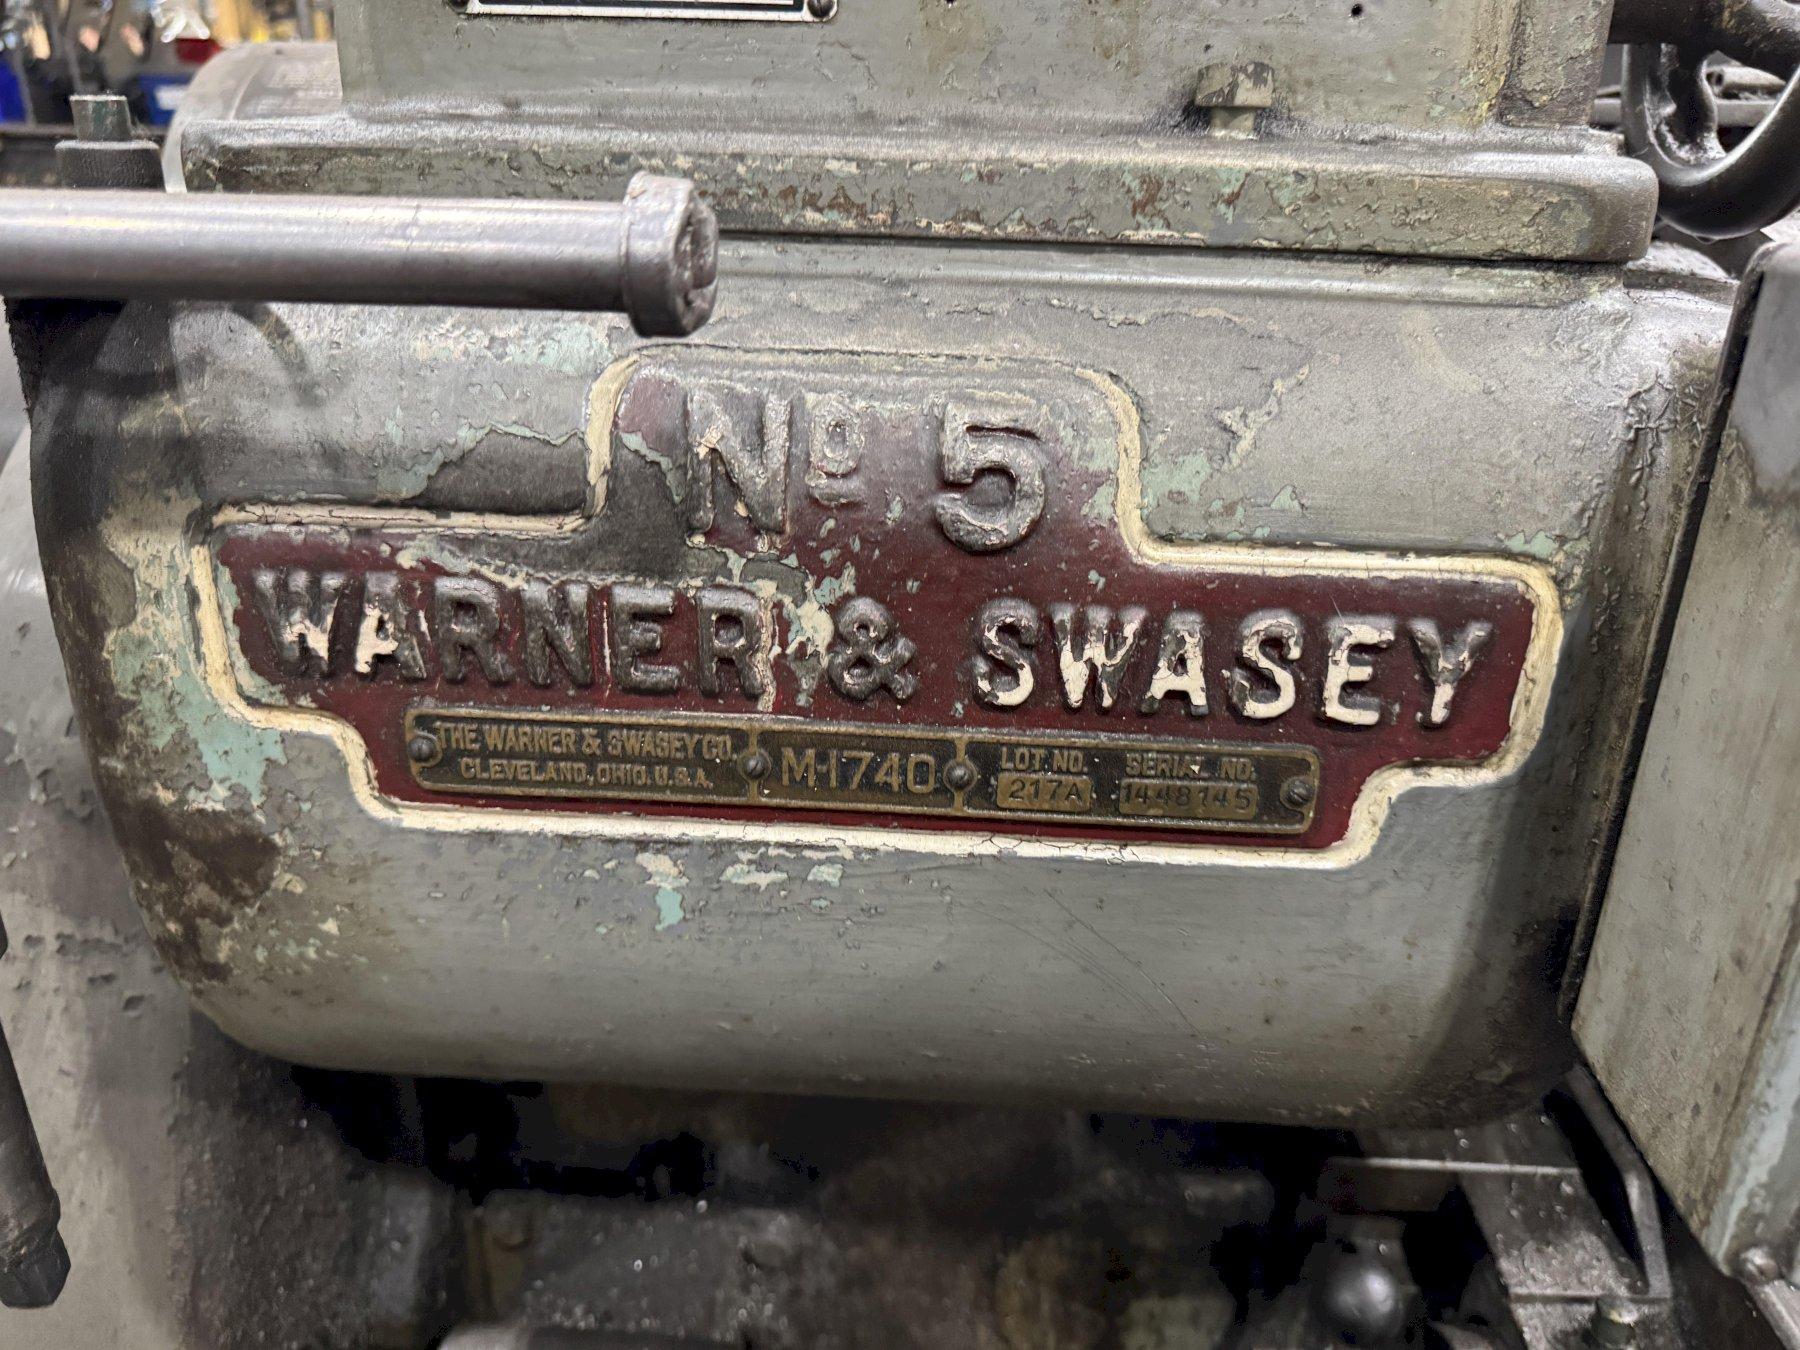 Nº 5
WARNER & SWASEY
THE WARNER & SWASEY CO.
CLEVELAND, OHIO. U.S.A.
M-1740
LOT NO.
217A
SERIAL NO.
1448145